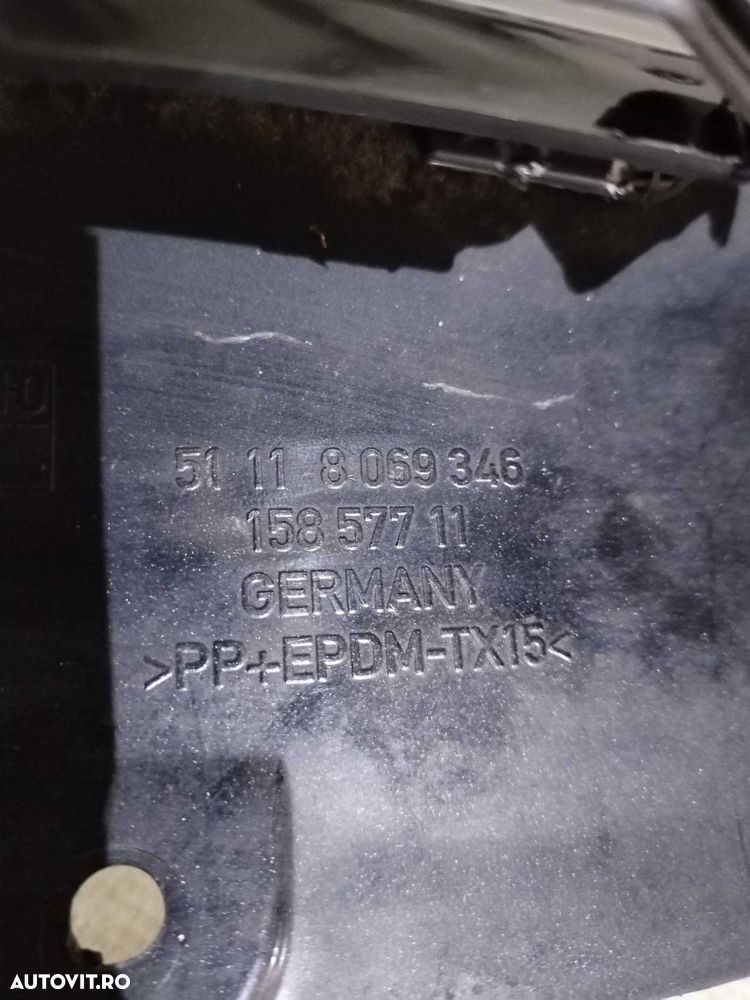 51 11 8 069 346
158 577 11
GERMANY
>PP+EPDM-TX15<
AUTOVIT.RO